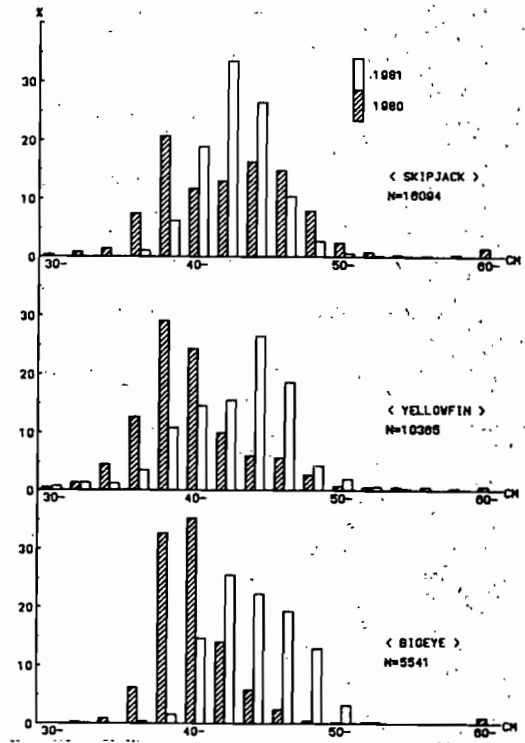 %
30
20
10
0
1981
1980
< SKIPJACK >
N=16094
30- 40- 50- 60- CM
30
20
10
0
< YELLOWFIN >
N=10365
30- 40- 50- 60- CM
30
20
10
0
< BIGEYE >
N=5541
30- 40- 50- 60- CM